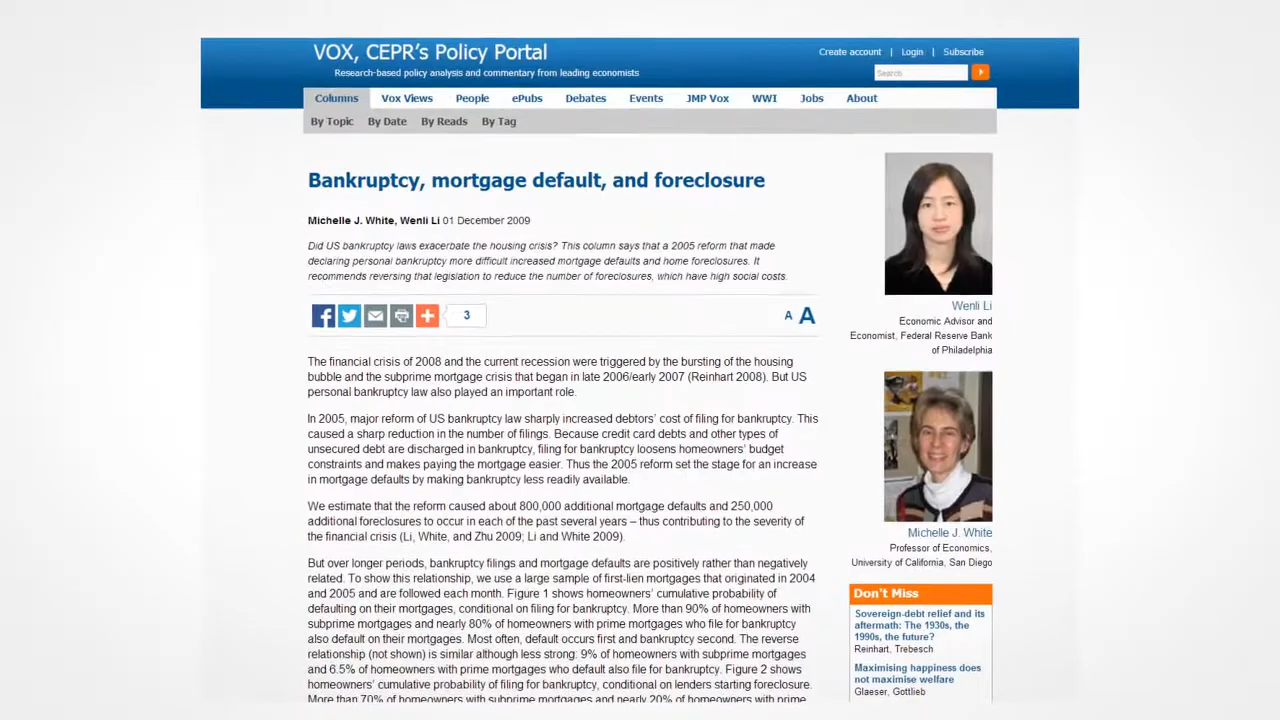 VOX, CEPR's Policy Portal
Research-based policy analysis and commentary from leading economists
Create account | Login | Subscribe
Search
Columns Vox Views People ePubs Debates Events JMP Vox WWI Jobs About
By Topic By Date By Reads By Tag
Bankruptcy, mortgage default, and foreclosure
Michelle J. White, Wenli Li 01 December 2009
Did US bankruptcy laws exacerbate the housing crisis? This column says that a 2005 reform that made
declaring personal bankruptcy more difficult increased mortgage defaults and home foreclosures. It
recommends reversing that legislation to reduce the number of foreclosures, which have high social costs.
3
A A
The financial crisis of 2008 and the current recession were triggered by the bursting of the housing
bubble and the subprime mortgage crisis that began in late 2006/early 2007 (Reinhart 2008). But US
personal bankruptcy law also played an important role.
In 2005, major reform of US bankruptcy law sharply increased debtors' cost of filing for bankruptcy. This
caused a sharp reduction in the number of filings. Because credit card debts and other types of
unsecured debt are discharged in bankruptcy, filing for bankruptcy loosens homeowners' budget
constraints and makes paying the mortgage easier. Thus the 2005 reform set the stage for an increase
in mortgage defaults by making bankruptcy less readily available.
We estimate that the reform caused about 800,000 additional mortgage defaults and 250,000
additional foreclosures to occur in each of the past several years – thus contributing to the severity of
the financial crisis (Li, White, and Zhu 2009; Li and White 2009).
But over longer periods, bankruptcy filings and mortgage defaults are positively rather than negatively
related. To show this relationship, we use a large sample of first-lien mortgages that originated in 2004
and 2005 and are followed each month. Figure 1 shows homeowners' cumulative probability of
defaulting on their mortgages, conditional on filing for bankruptcy. More than 90% of homeowners with
subprime mortgages and nearly 80% of homeowners with prime mortgages who file for bankruptcy
also default on their mortgages. Most often, default occurs first and bankruptcy second. The reverse
relationship (not shown) is similar although less strong: 9% of homeowners with subprime mortgages
and 6.5% of homeowners with prime mortgages who default also file for bankruptcy. Figure 2 shows
homeowners' cumulative probability of filing for bankruptcy, conditional on lenders starting foreclosure.
More than 70% of homeowners with subprime mortgages and nearly 20% of homeowners with prime
Wenli Li
Economic Advisor and
Economist, Federal Reserve Bank
of Philadelphia
Michelle J. White
Professor of Economics,
University of California, San Diego
Don't Miss
Sovereign-debt relief and its
aftermath: The 1930s, the
1990s, the future?
Reinhart, Trebesch
Maximising happiness does
not maximise welfare
Glaeser, Gottlieb